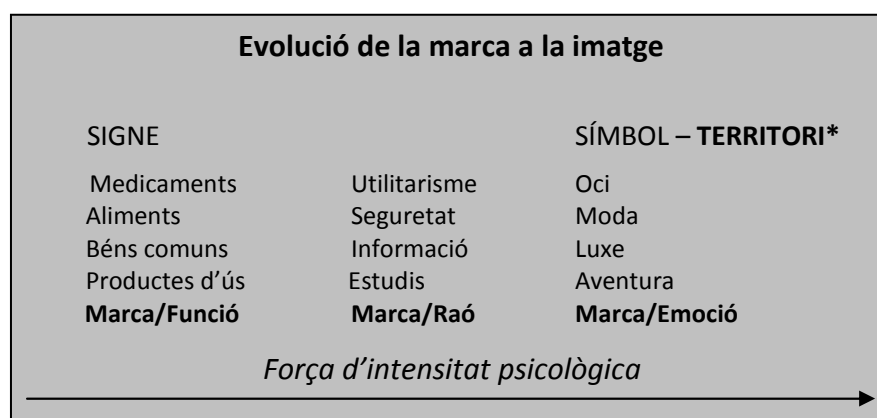 Evolució de la marca a la imatge
SIGNE SÍMBOL – TERRITORI*
Medicaments Utilitarisme Oci
Aliments Seguretat Moda
Béns comuns Informació Luxe
Productes d’ús Estudis Aventura
Marca/Funció Marca/Raó Marca/Emoció
Força d’intensitat psicològica